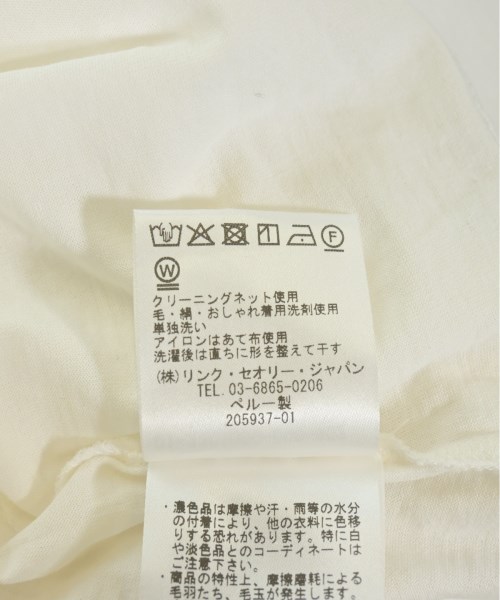 F
W
クリーニングネット使用
毛・絹・おしゃれ着用洗剤使用
単独洗い
アイロンはあて布使用
洗濯後は直ちに形を整えて干す
(株)リンク・セオリー・ジャパン
TEL.03-6865-0206
ペルー製
205937-01
・濃色品は摩擦や汗・雨等の水分
の付着により、他の衣料に色移
りする恐れがあります。特に白
や淡色品とのコーディネートは
ご注意下さい。
・商品の特性上、摩擦磨耗による
毛羽たち、毛玉が発生します。